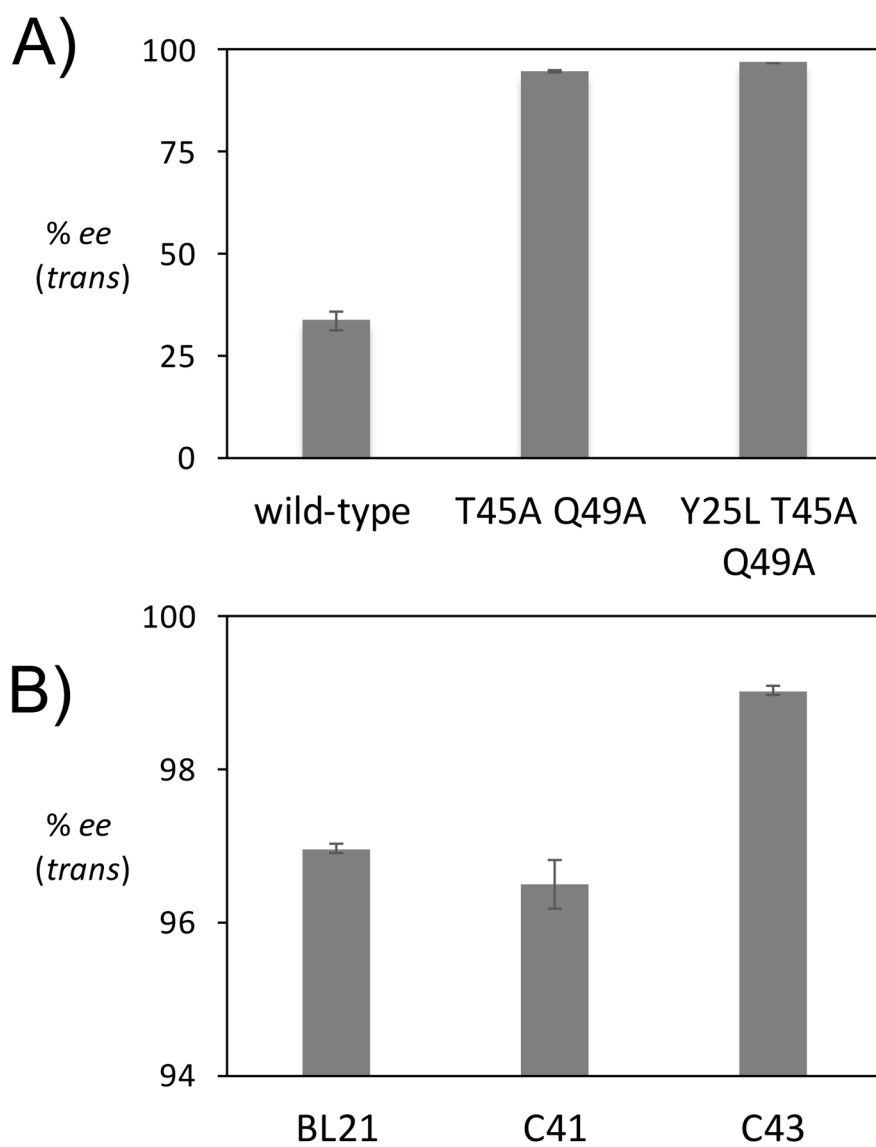 A)
100
75
% ee
(trans)
50
25
0
wild-type T45A Q49A Y25L T45A
Q49A
B)
100
98
% ee
(trans)
96
94
BL21 C41 C43